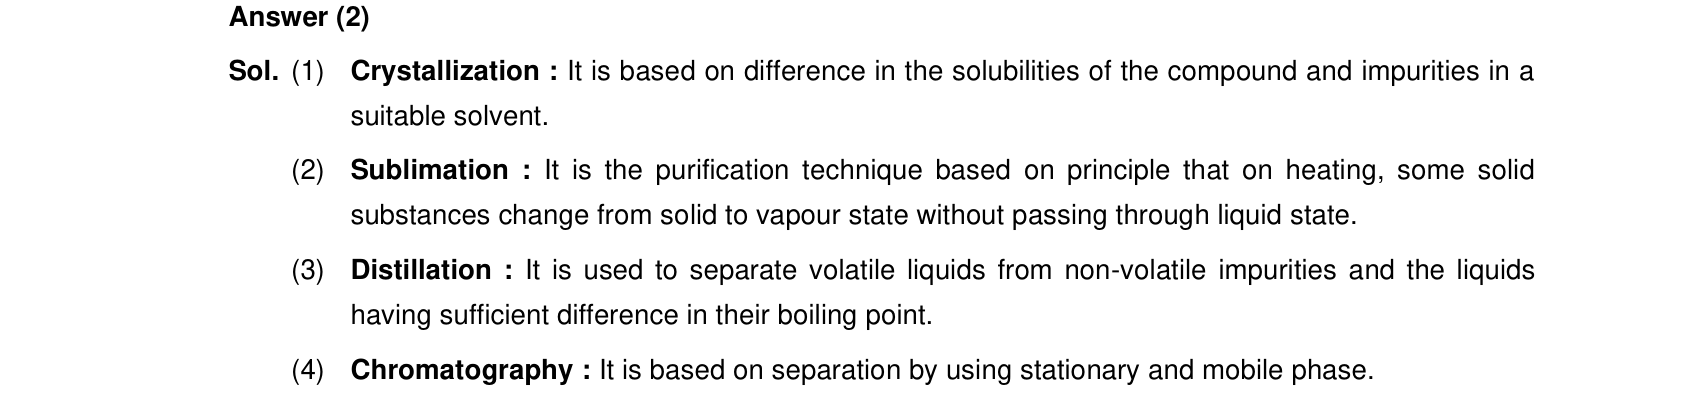 Answer (2)
Sol. (1) Crystallization : It is based on difference in the solubilities of the compound and impurities in a
suitable solvent.
(2) Sublimation : It is the purification technique based on principle that on heating, some solid
substances change from solid to vapour state without passing through liquid state.
(3) Distillation : It is used to separate volatile liquids from non-volatile impurities and the liquids
having sufficient difference in their boiling point.
(4) Chromatography : It is based on separation by using stationary and mobile phase.